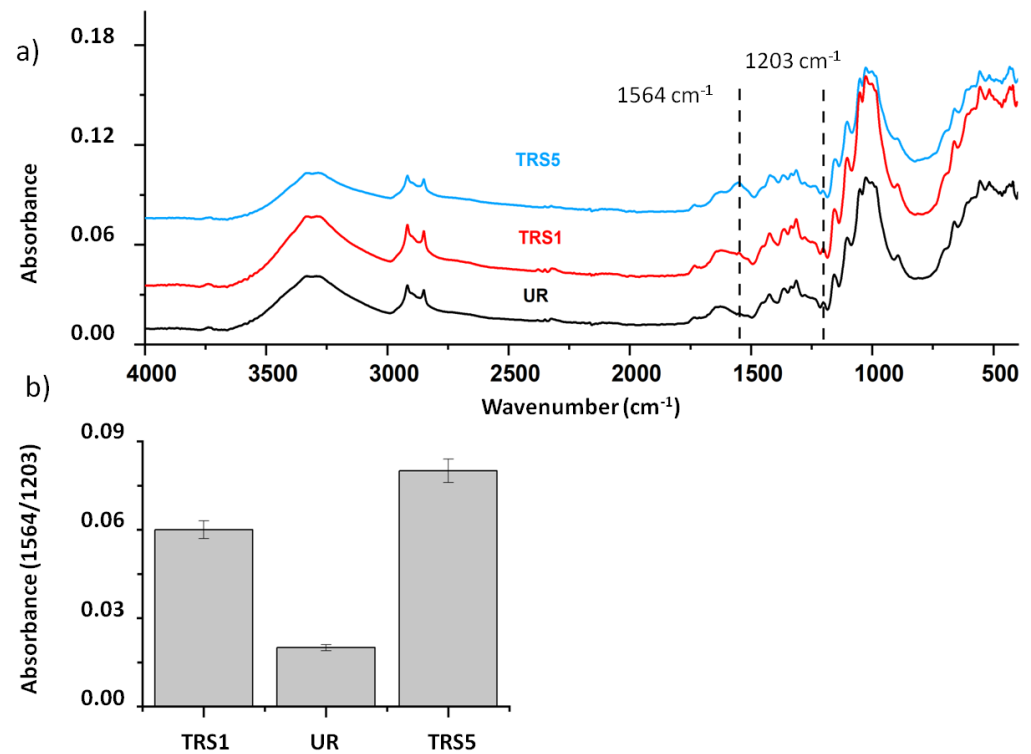 a)
0.18
0.12
0.06
0.00
Absorbance
1564 cm⁻¹
1203 cm⁻¹
TRS5
TRS1
UR
4000 3500 3000 2500 2000 1500 1000 500
Wavenumber (cm⁻¹)
b)
0.09
0.06
0.03
0.00
Absorbance (1564/1203)
TRS1 UR TRS5